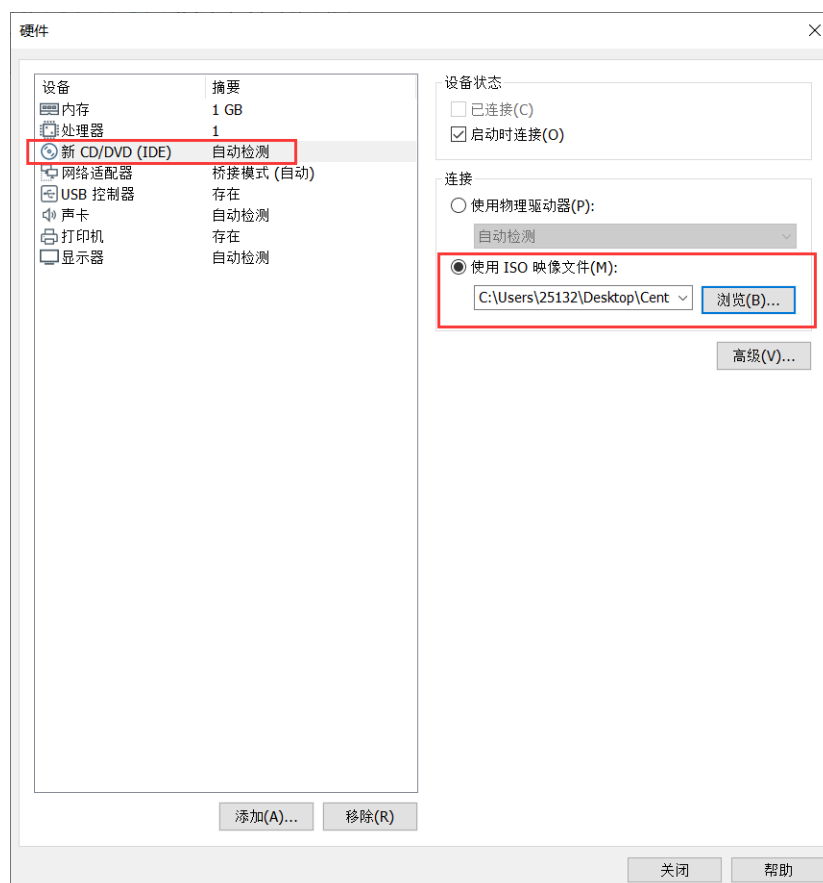 硬件
设备 摘要
内存 1 GB
处理器 1
新 CD/DVD (IDE) 自动检测
网络适配器 桥接模式 (自动)
USB 控制器 存在
声卡 自动检测
打印机 存在
显示器 自动检测
添加(A)... 移除(R)
设备状态
已连接(C)
启动时连接(O)
连接
使用物理驱动器(P):
自动检测
使用 ISO 映像文件(M):
C:\Users\25132\Desktop\Cent 浏览(B)...
高级(V)...
关闭 帮助